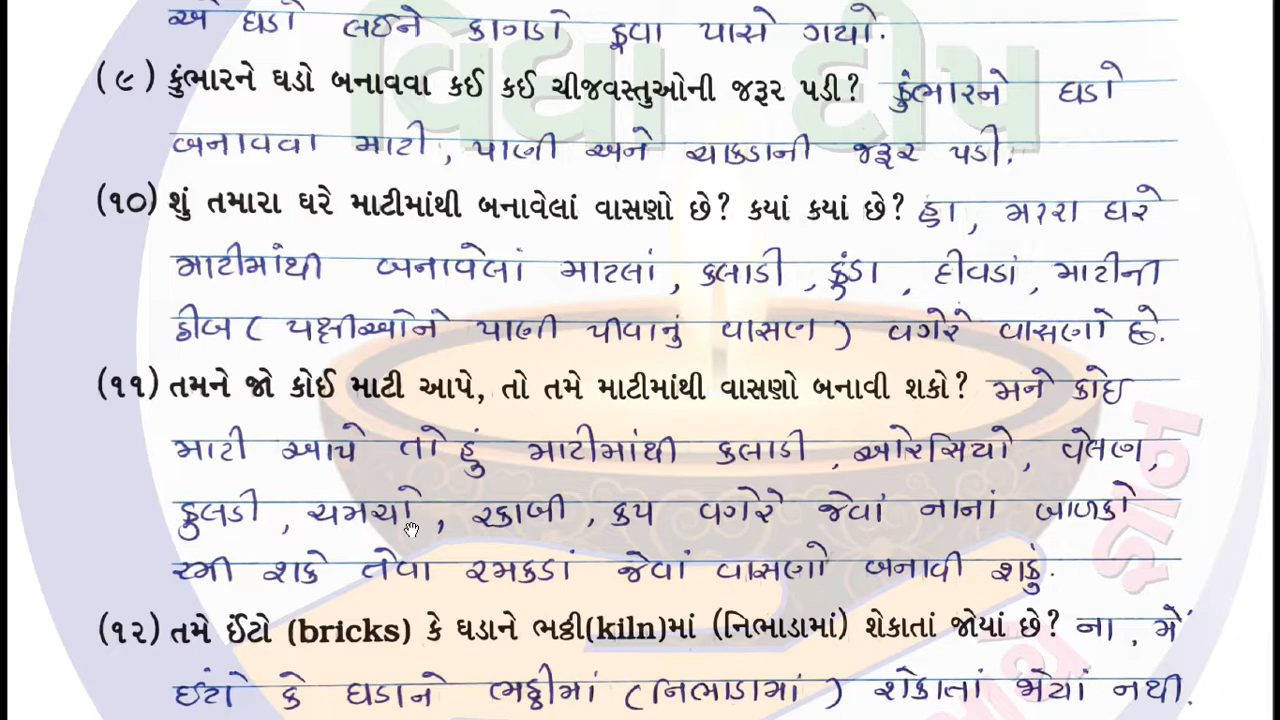 એ ઘડો લઈને કાગડો કૂવા પાસે ગયો.
(૯) કુંભારને ઘડો બનાવવા કઈ કઈ ચીજવસ્તુઓની જરૂર પડી? કુંભારને ઘડો
બનાવવા માટી, પાણી અને ચાકડાની જરૂર પડી.
(૧૦) શું તમારા ઘરે માટીમાંથી બનાવેલાં વાસણો છે? કયાં કયાં છે? હા, મારા ઘરે
માટીમાંથી બનાવેલાં માટલાં, કલાડી, કુંડા, દીવડાં, માટીની
ઠીબ (પક્ષીઓને પાણી પીવાનું વાસણ) વગેરે વાસણો છે.
(૧૧) તમને જો કોઈ માટી આપે, તો તમે માટીમાંથી વાસણો બનાવી શકો? મને કોઈ
માટી આપે તો હું માટીમાંથી કલાડી, ઓરસિયો, વેલણ,
કુલડી, ચમચો, રકાબી, કપ વગેરે જેવાં નાનાં બાળકો
રમી શકે તેવા રમકડાં જેવાં વાસણો બનાવી શકું.
(૧૨) તમે ઈંટો (bricks) કે ઘડાને ભઠ્ઠી(kiln)માં (નિભાડામાં) શેકાતાં જોયાં છે? ના, મેં
ઈંટો કે ઘડાને ભઠ્ઠીમાં (નિભાડામાં) શેકાતાં જોયાં નથી.
વિદ્યા દીપ